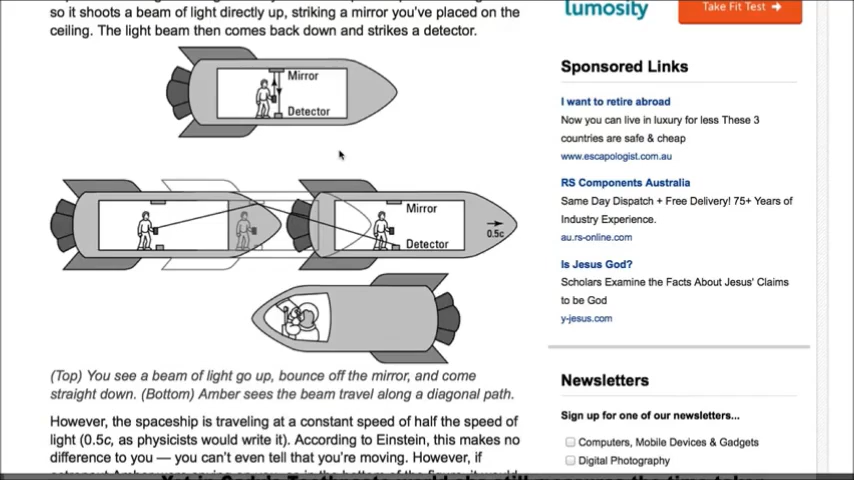 so it shoots a beam of light directly up, striking a mirror you've placed on the
ceiling. The light beam then comes back down and strikes a detector.
Mirror
Detector
Mirror
Detector
0.5c
(Top) You see a beam of light go up, bounce off the mirror, and come
straight down. (Bottom) Amber sees the beam travel along a diagonal path.
However, the spaceship is traveling at a constant speed of half the speed of
light (0.5c, as physicists would write it). According to Einstein, this makes no
difference to you — you can't even tell that you're moving. However, if
lumosity
Take Fit Test
Sponsored Links
I want to retire abroad
Now you can live in luxury for less These 3
countries are safe & cheap
www.escapologist.com.au
RS Components Australia
Same Day Dispatch + Free Delivery! 75+ Years of
Industry Experience.
au.rs-online.com
Is Jesus God?
Scholars Examine the Facts About Jesus' Claims
to be God
y-jesus.com
Newsletters
Sign up for one of our newsletters...
Computers, Mobile Devices & Gadgets
Digital Photography